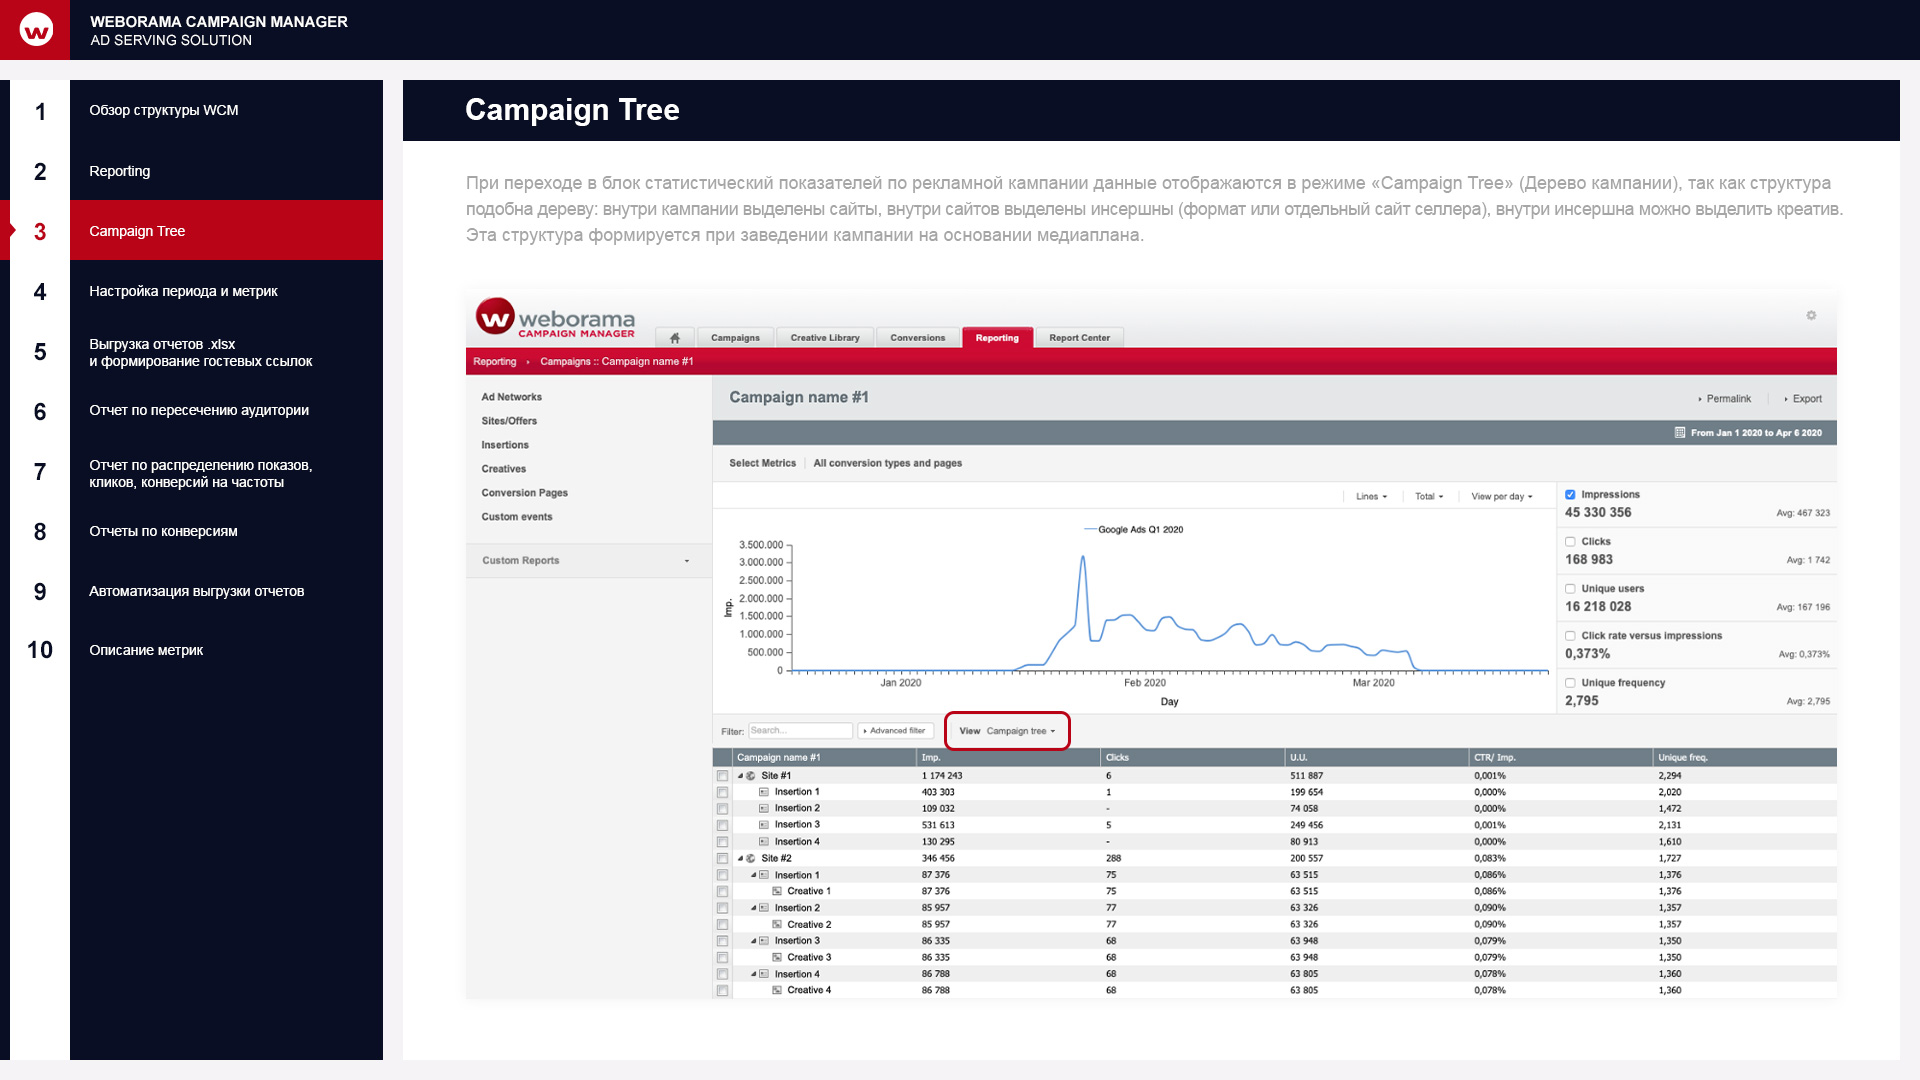 WEBORAMA CAMPAIGN MANAGER
AD SERVING SOLUTION
1 Обзор структуры WCM
2 Reporting
3 Campaign Tree
4 Настройка периода и метрик
5 Выгрузка отчетов .xlsx
и формирование гостевых ссылок
6 Отчет по пересечению аудитории
7 Отчет по распределению показов,
кликов, конверсий на частоты
8 Отчеты по конверсиям
9 Автоматизация выгрузки отчетов
10 Описание метрик
Campaign Tree
При переходе в блок статистический показателей по рекламной кампании данные отображаются в режиме «Campaign Tree» (Дерево кампании), так как структура
подобна дереву: внутри кампании выделены сайты, внутри сайтов выделены инсершны (формат или отдельный сайт селлера), внутри инсершна можно выделить креатив.
Эта структура формируется при заведении кампании на основании медиаплана.
weborama
CAMPAIGN MANAGER
Campaigns Creative Library Conversions Reporting Report Center
Reporting › Campaigns :: Campaign name #1
Ad Networks
Sites/Offers
Insertions
Creatives
Conversion Pages
Custom events
Custom Reports
Campaign name #1
Permalink Export
From Jan 1 2020 to Apr 6 2020
Select Metrics All conversion types and pages
Lines Total View per day
Google Ads Q1 2020
3.500.000
3.000.000
2.500.000
2.000.000
1.500.000
1.000.000
500.000
0
Imp.
Jan 2020 Feb 2020 Mar 2020
Day
Impressions
45 330 356 Avg: 467 323
Clicks
168 983 Avg: 1 742
Unique users
16 218 028 Avg: 167 196
Click rate versus impressions
0,373% Avg: 0,373%
Unique frequency
2,795 Avg: 2,795
Filter: Search... Advanced filter View Campaign tree
Campaign name #1 Imp. Clicks U.U. CTR/ Imp. Unique freq.
Site #1 1 174 243 6 511 887 0,001% 2,294
Insertion 1 403 303 1 199 654 0,000% 2,020
Insertion 2 109 032 - 74 058 0,000% 1,472
Insertion 3 531 613 5 249 456 0,001% 2,131
Insertion 4 130 295 - 80 913 0,000% 1,610
Site #2 346 456 288 200 557 0,083% 1,727
Insertion 1 87 376 75 63 515 0,086% 1,376
Creative 1 87 376 75 63 515 0,086% 1,376
Insertion 2 85 957 77 63 326 0,090% 1,357
Creative 2 85 957 77 63 326 0,090% 1,357
Insertion 3 86 335 68 63 948 0,079% 1,350
Creative 3 86 335 68 63 948 0,079% 1,350
Insertion 4 86 788 68 63 805 0,078% 1,360
Creative 4 86 788 68 63 805 0,078% 1,360